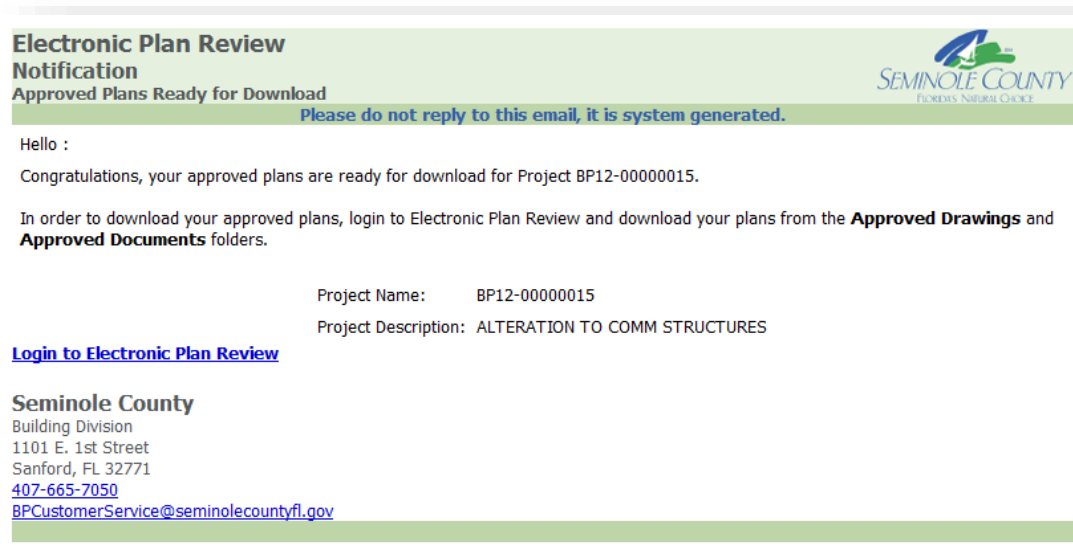 Electronic Plan Review
Notification
Approved Plans Ready for Download
SEMINOLE COUNTY
FLORIDA'S NATURAL CHOICE
Please do not reply to this email, it is system generated.
Hello :
Congratulations, your approved plans are ready for download for Project BP12-00000015.
In order to download your approved plans, login to Electronic Plan Review and download your plans from the Approved Drawings and
Approved Documents folders.
Project Name: BP12-00000015
Project Description: ALTERATION TO COMM STRUCTURES
Login to Electronic Plan Review
Seminole County
Building Division
1101 E. 1st Street
Sanford, FL 32771
407-665-7050
BPCustomerService@seminolecountyfl.gov